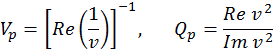 V_p = [Re(1/v)]^{-1}, Q_p = Re v^2 / Im v^2